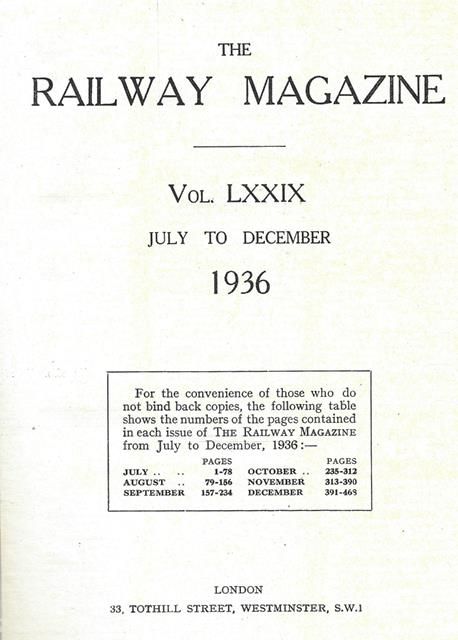 THE
RAILWAY MAGAZINE
VOL. LXXIX
JULY TO DECEMBER
1936
For the convenience of those who do
not bind back copies, the following table
shows the numbers of the pages contained
in each issue of THE RAILWAY MAGAZINE
from July to December, 1936 :—
PAGES PAGES
JULY .. .. 1-78 OCTOBER .. 235-312
AUGUST .. 79-156 NOVEMBER 313-390
SEPTEMBER 157-234 DECEMBER 391-468
LONDON
33, TOTHILL STREET, WESTMINSTER, S.W.1